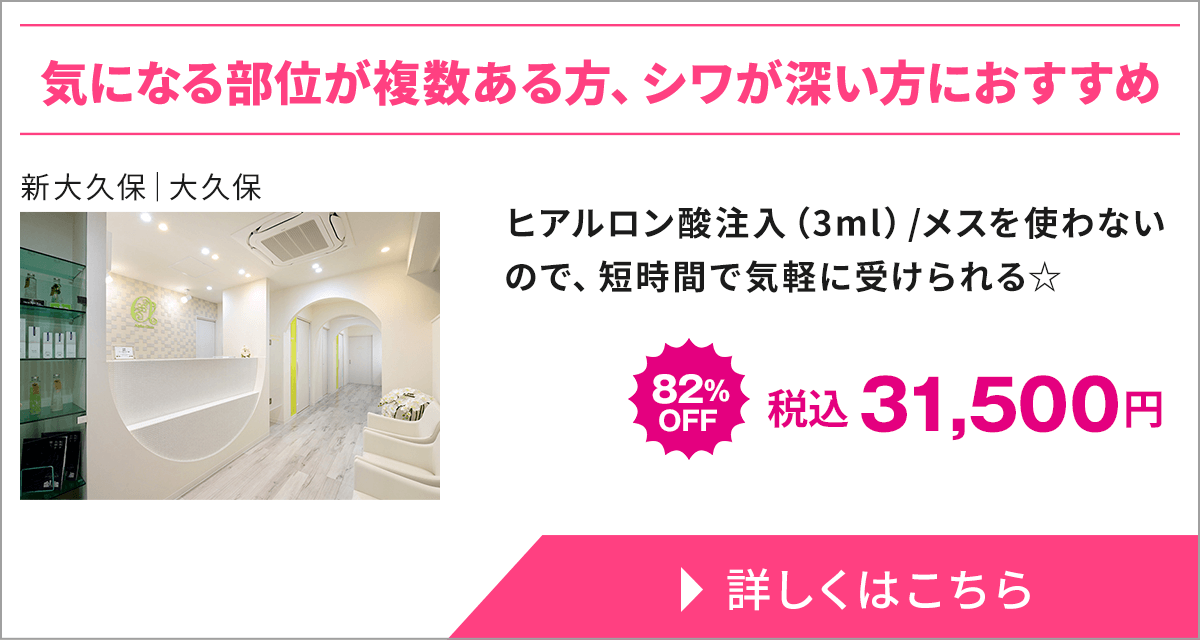 気になる部位が複数ある方、シワが深い方におすすめ
新大久保｜大久保
ヒアルロン酸注入（3ml）/メスを使わない
ので、短時間で気軽に受けられる☆
82%
OFF
税込 31,500円
詳しくはこちら